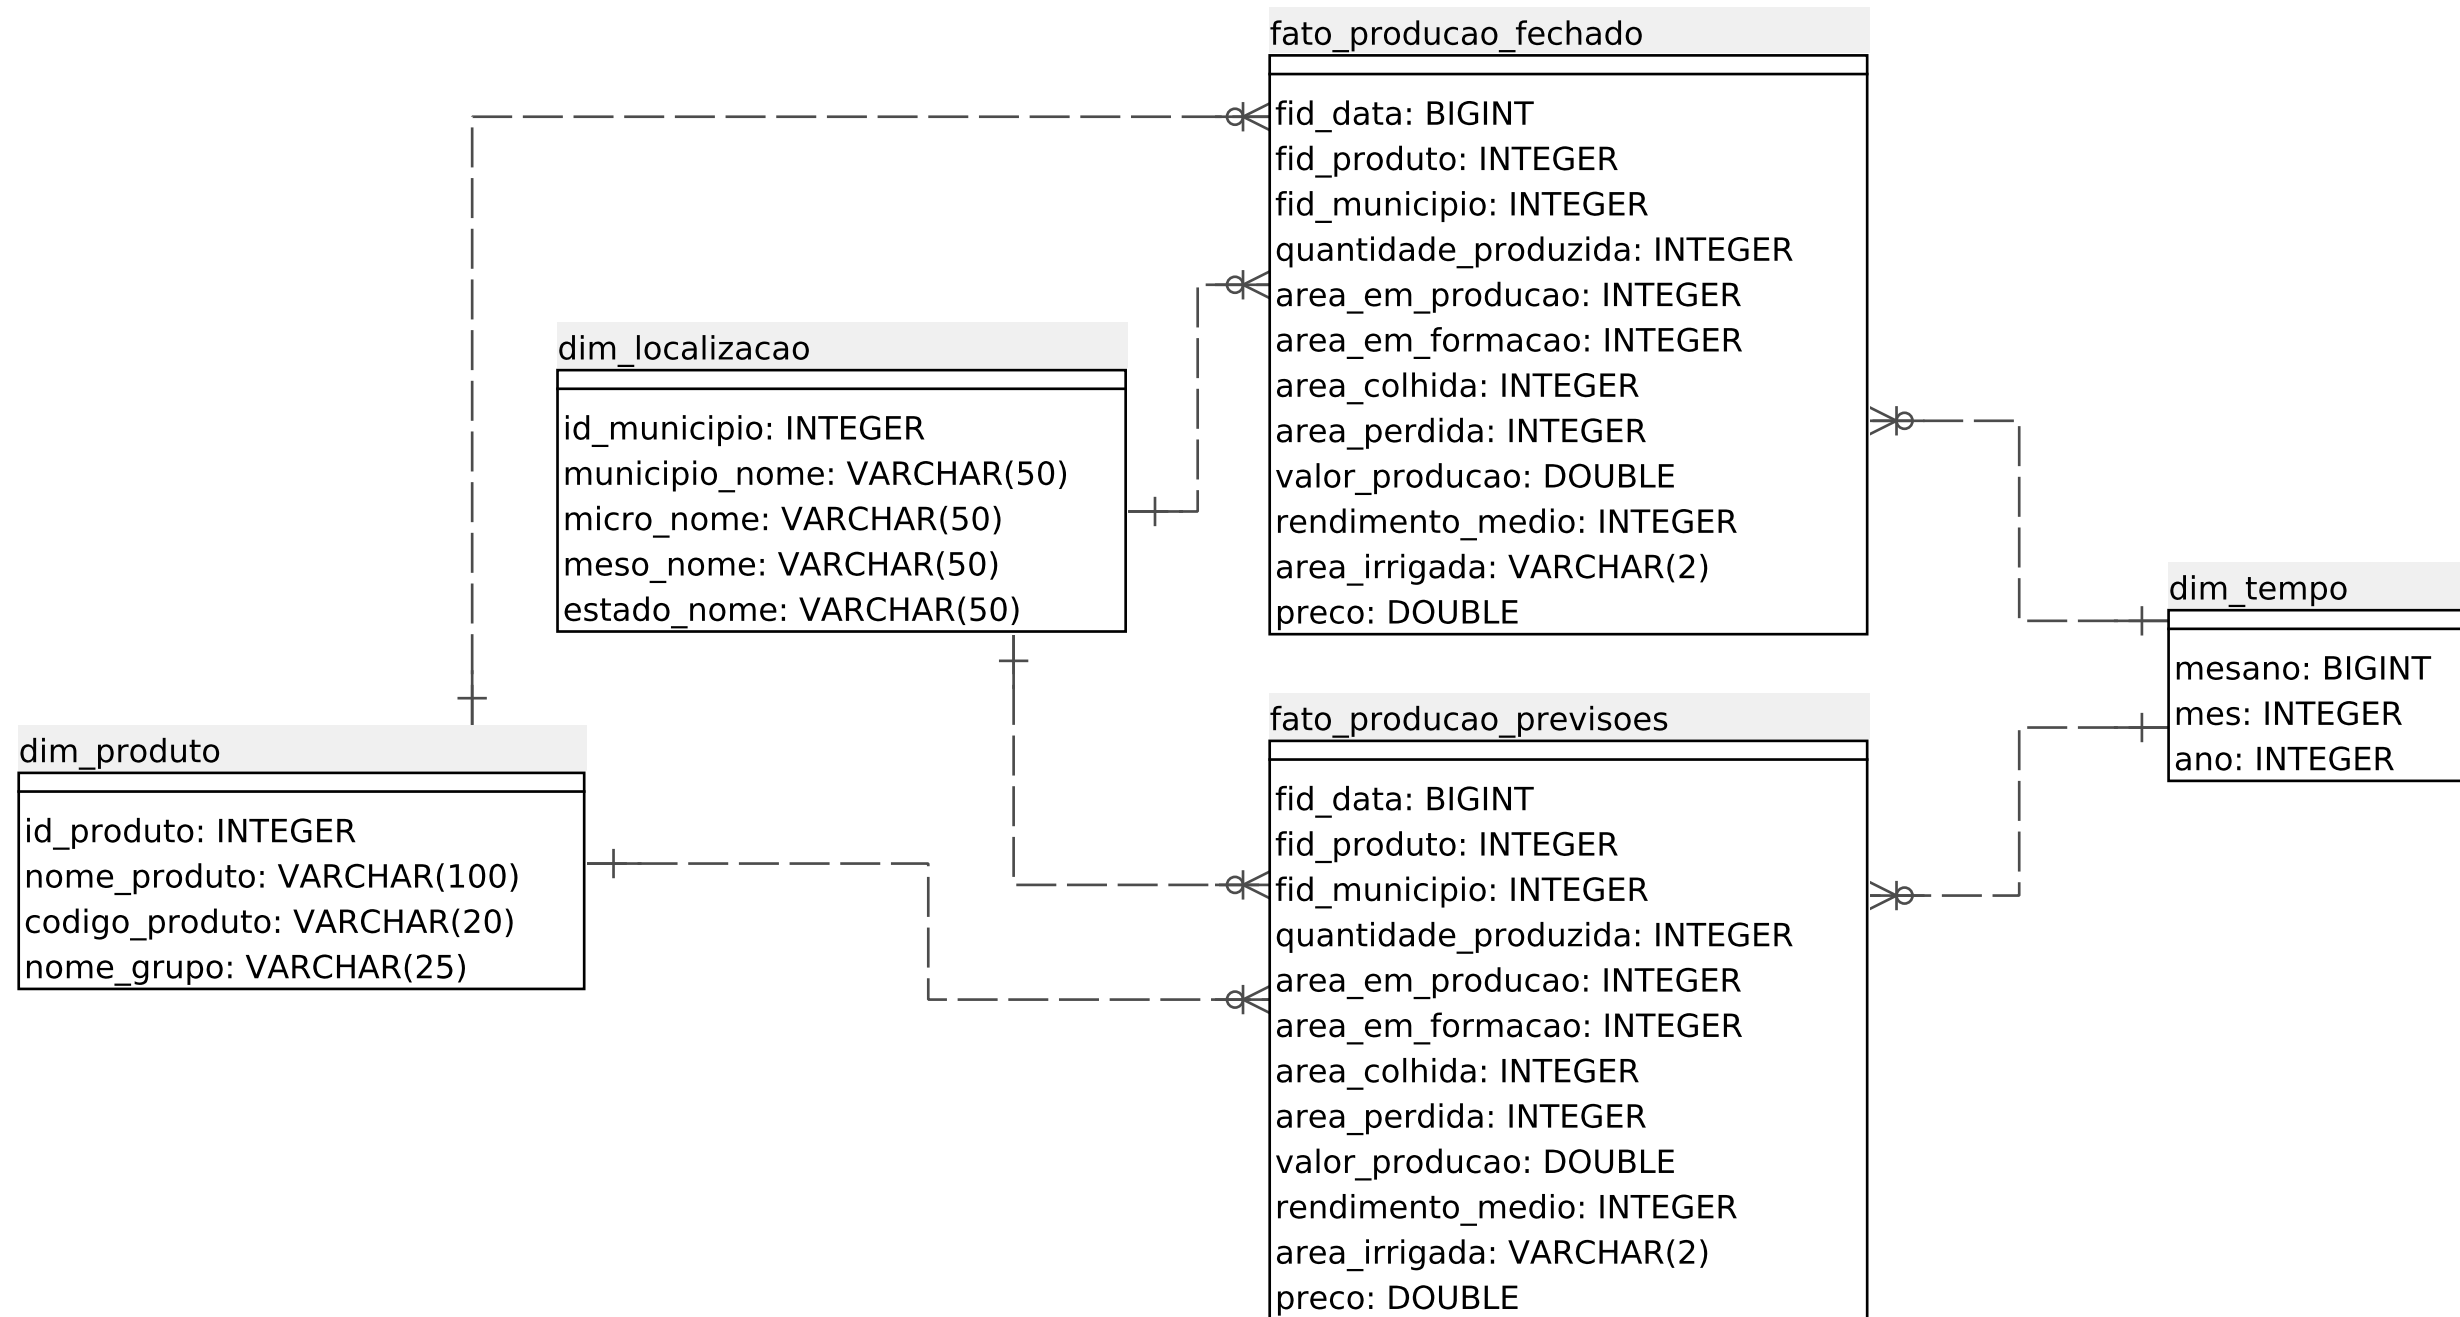 fato_producao_fechado
fid_data: BIGINT
fid_produto: INTEGER
fid_municipio: INTEGER
quantidade_produzida: INTEGER
area_em_producao: INTEGER
area_em_formacao: INTEGER
area_colhida: INTEGER
area_perdida: INTEGER
valor_producao: DOUBLE
rendimento_medio: INTEGER
area_irrigada: VARCHAR(2)
preco: DOUBLE
dim_localizacao
id_municipio: INTEGER
municipio_nome: VARCHAR(50)
micro_nome: VARCHAR(50)
meso_nome: VARCHAR(50)
estado_nome: VARCHAR(50)
dim_tempo
mesano: BIGINT
mes: INTEGER
ano: INTEGER
dim_produto
id_produto: INTEGER
nome_produto: VARCHAR(100)
codigo_produto: VARCHAR(20)
nome_grupo: VARCHAR(25)
fato_producao_previsoes
fid_data: BIGINT
fid_produto: INTEGER
fid_municipio: INTEGER
quantidade_produzida: INTEGER
area_em_producao: INTEGER
area_em_formacao: INTEGER
area_colhida: INTEGER
area_perdida: INTEGER
valor_producao: DOUBLE
rendimento_medio: INTEGER
area_irrigada: VARCHAR(2)
preco: DOUBLE